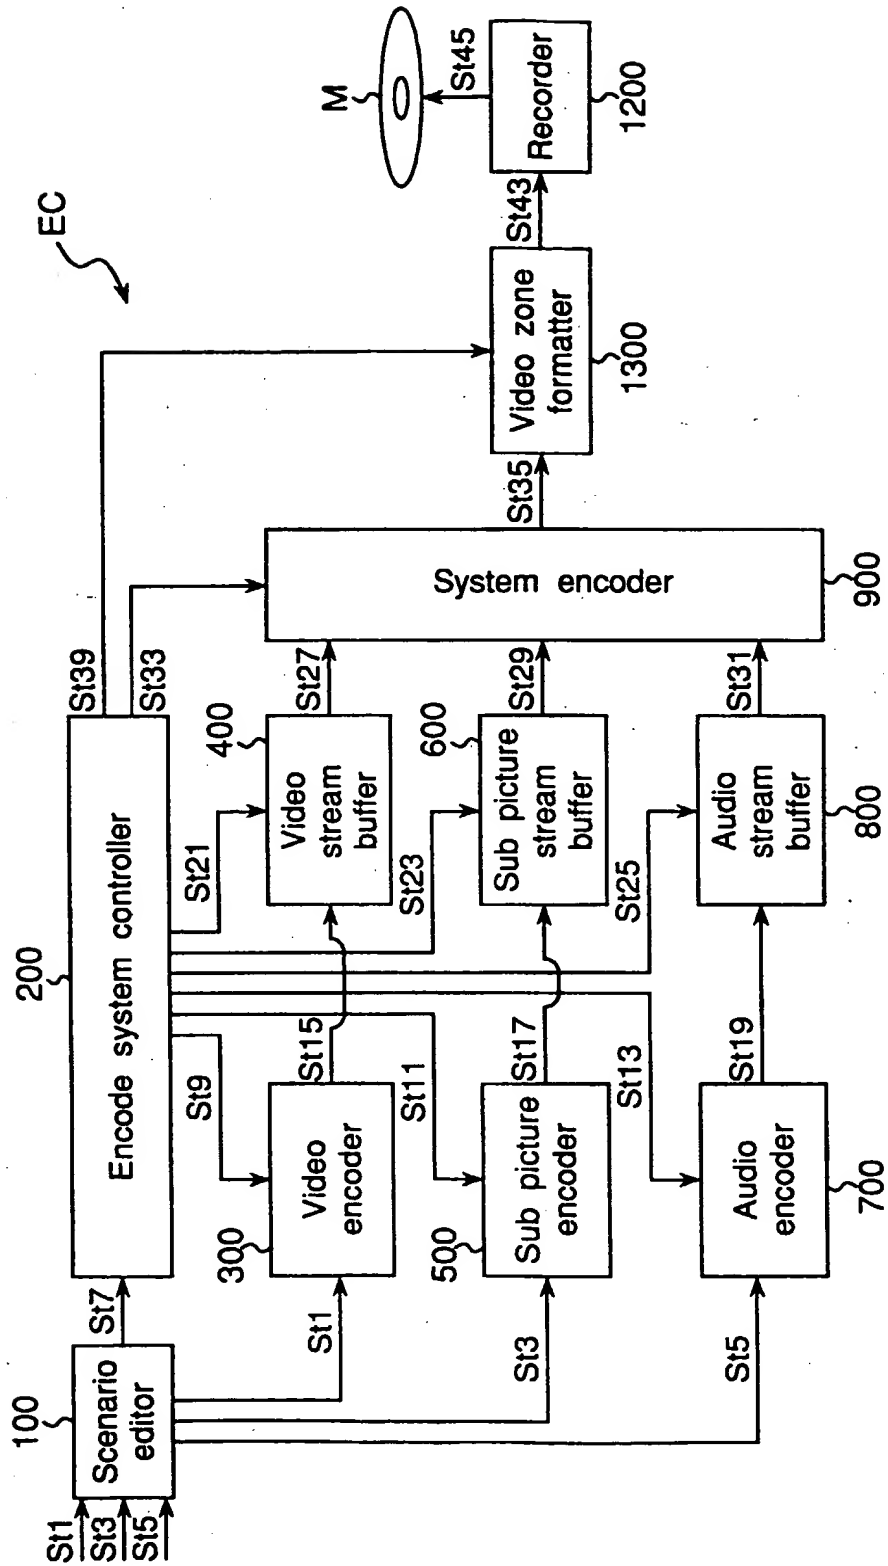 EC
St1
St3
St5
100
Scenario
editor
St7
200
Encode system controller
St39
St33
St9
St21
St1
300
Video
encoder
St15
400
Video
stream
buffer
St27
St11
St23
St3
500
Sub picture
encoder
St17
600
Sub picture
stream
buffer
St29
St13
St25
St5
Audio
encoder
700
St19
Audio
stream
buffer
800
St31
System encoder
900
St35
Video zone
formatter
1300
St43
Recorder
1200
St45
M